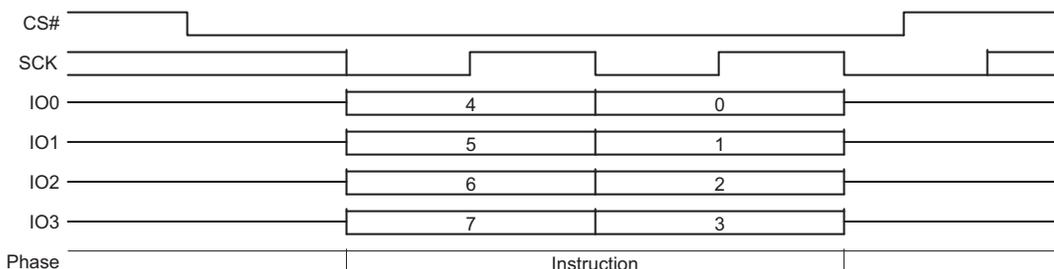 CS#
SCK
IO0 4 0
IO1 5 1
IO2 6 2
IO3 7 3
Phase Instruction